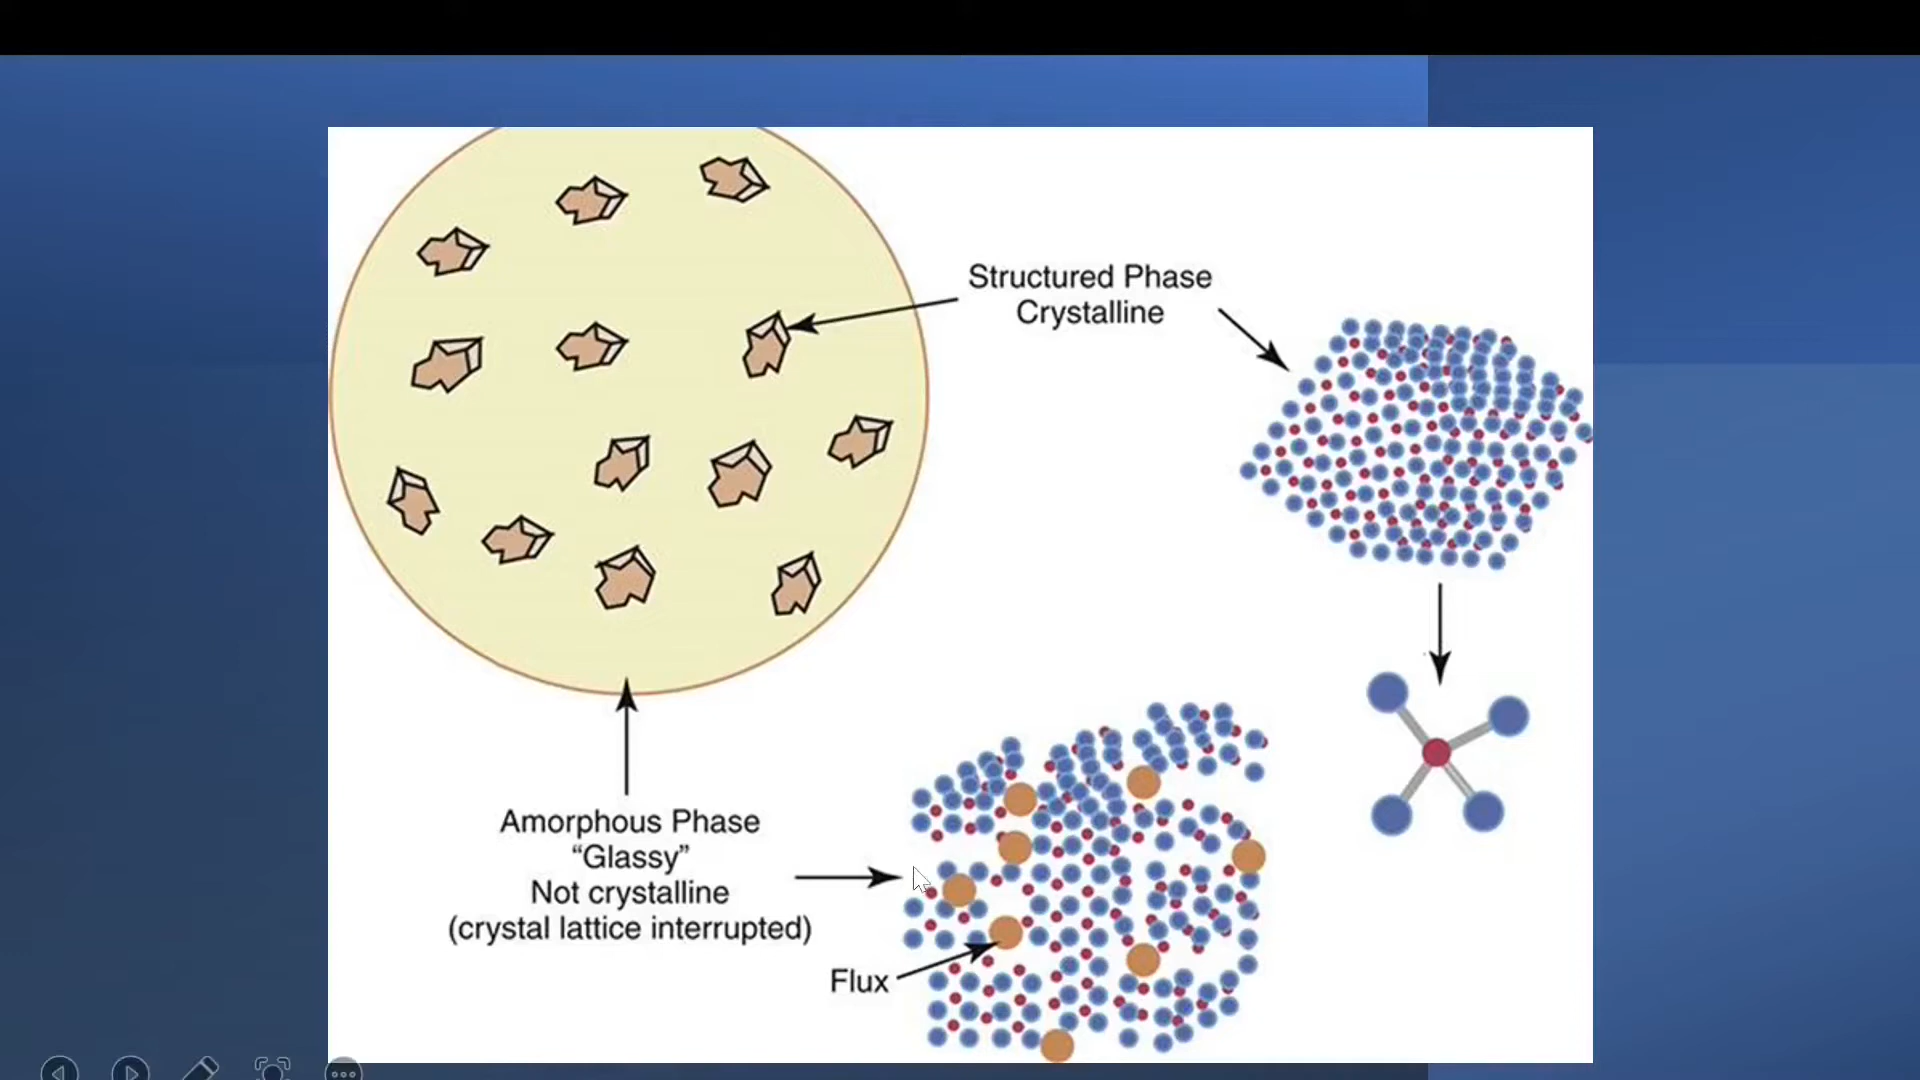 Structured Phase
Crystalline
Amorphous Phase
“Glassy”
Not crystalline
(crystal lattice interrupted)
Flux